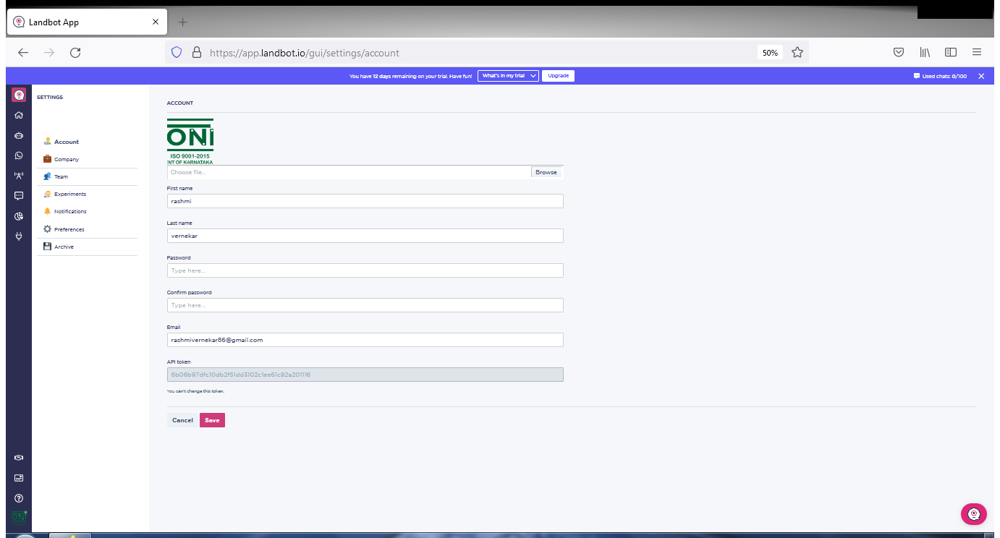 Landbot App
https://app.landbot.io/gui/settings/account
50%
You have 12 days remaining on your trial. Have fun!
What's in my trial
Upgrade
Used chats: 0/100
SETTINGS
Account
Company
Team
Experiments
Notifications
Preferences
Archive
ACCOUNT
ONI
ISO 9001-2015
ENT OF KARNATAKA
Choose file...
Browse
First name
rashmi
Last name
vernekar
Password
Type here...
Confirm password
Type here...
Email
rashmivernekar86@gmail.com
API token
6b06b97dfc10db2f51dd3102c1ee61c92a201116
You can't change this token.
Cancel
Save
ONI